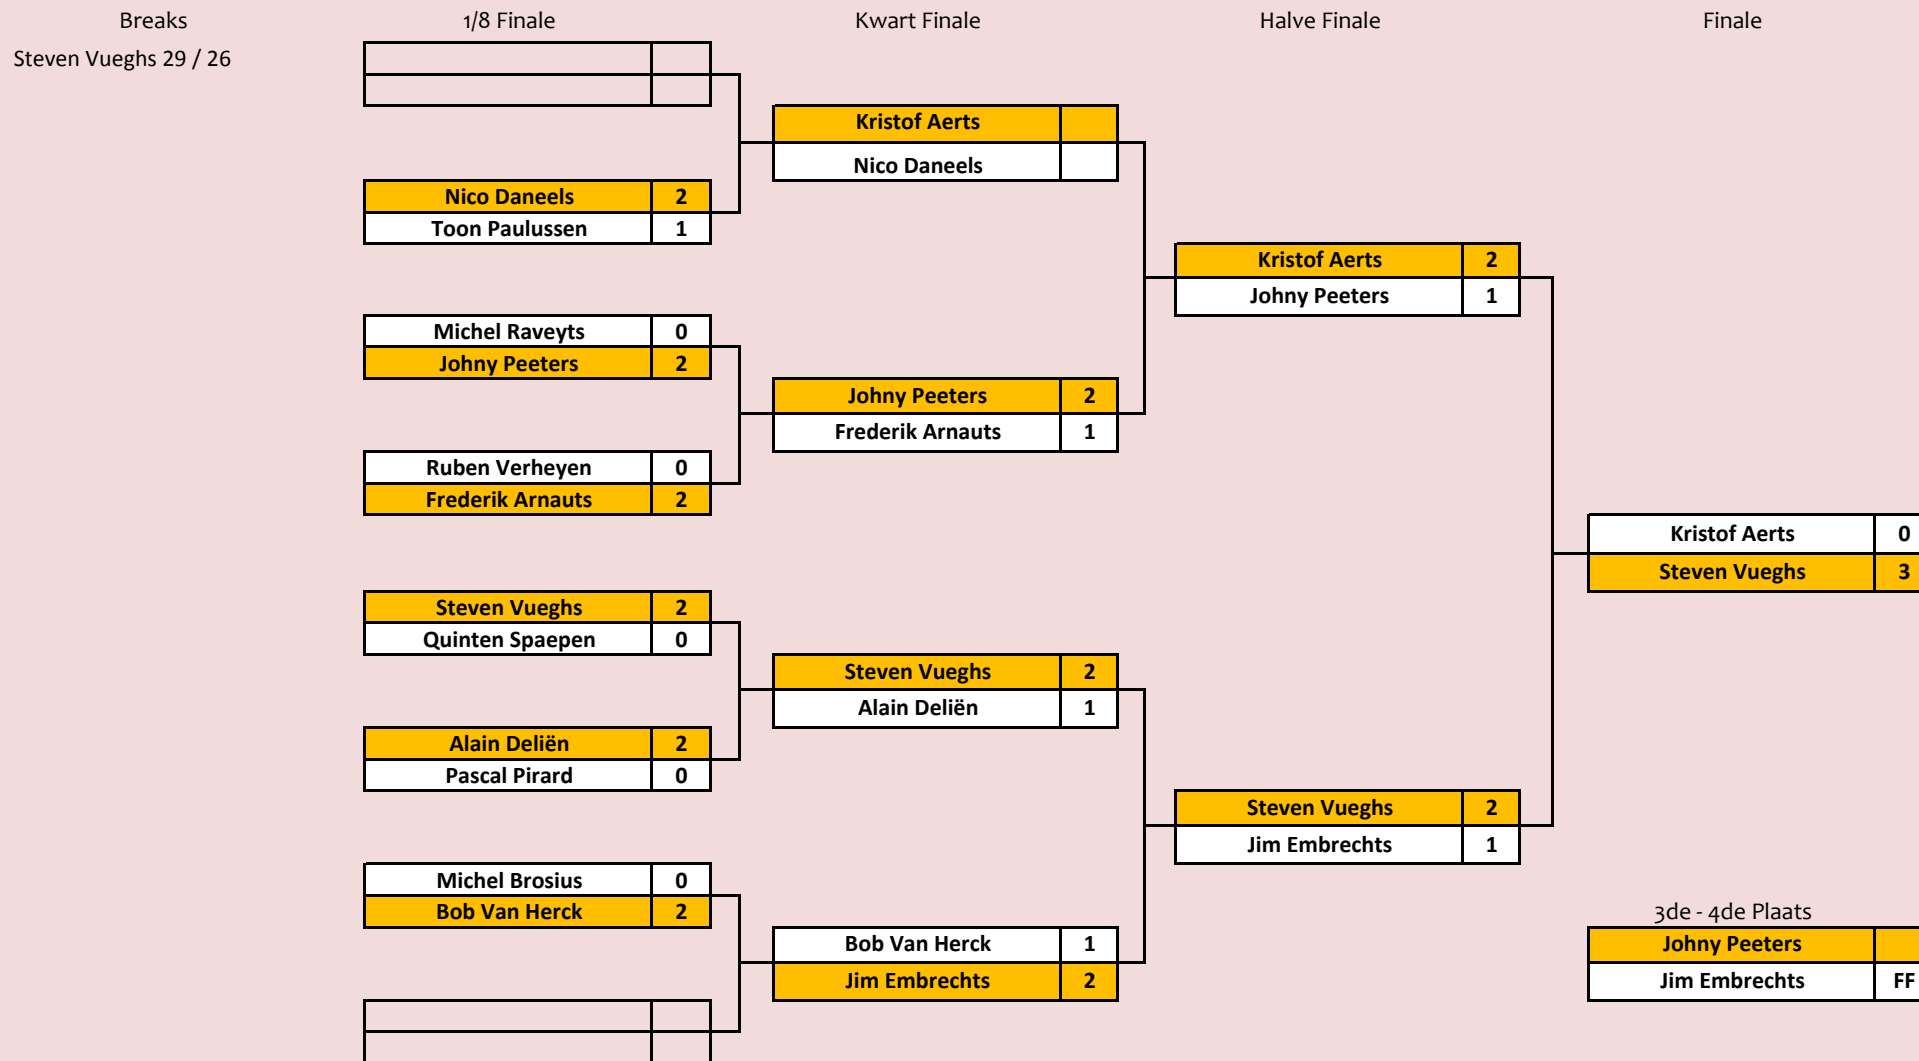 Breaks
1/8 Finale
Kwart Finale
Halve Finale
Finale
Steven Vueghs 29 / 26
Nico Daneels 2
Toon Paulussen 1
Michel Raveyts 0
Johny Peeters 2
Ruben Verheyen 0
Frederik Arnauts 2
Steven Vueghs 2
Quinten Spaepen 0
Alain Deliën 2
Pascal Pirard 0
Michel Brosius 0
Bob Van Herck 2
Kristof Aerts
Nico Daneels
Johny Peeters 2
Frederik Arnauts 1
Steven Vueghs 2
Alain Deliën 1
Bob Van Herck 1
Jim Embrechts 2
Kristof Aerts 2
Johny Peeters 1
Steven Vueghs 2
Jim Embrechts 1
Kristof Aerts 0
Steven Vueghs 3
3de - 4de Plaats
Johny Peeters
Jim Embrechts FF